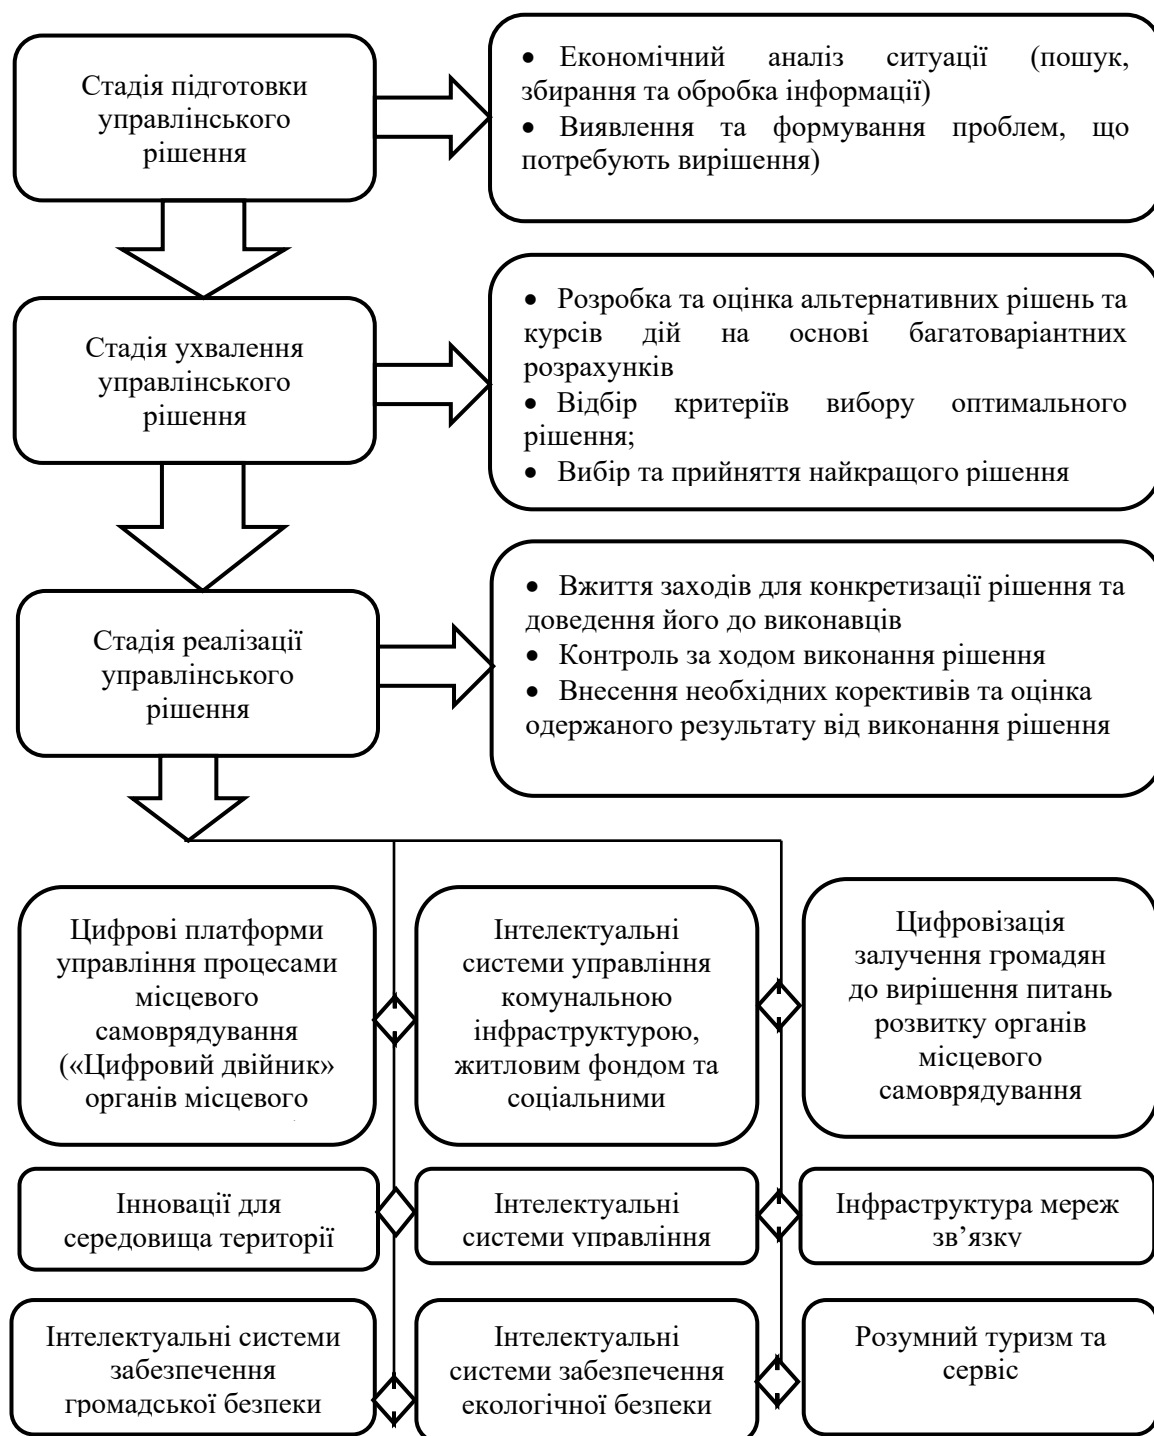 Стадія підготовки
управлінського
рішення
• Економічний аналіз ситуації (пошук,
збирання та обробка інформації)
• Виявлення та формування проблем, що
потребують вирішення)
Стадія ухвалення
управлінського
рішення
• Розробка та оцінка альтернативних рішень та
курсів дій на основі багатоваріантних
розрахунків
• Відбір критеріїв вибору оптимального
рішення;
• Вибір та прийняття найкращого рішення
Стадія реалізації
управлінського
рішення
• Вжиття заходів для конкретизації рішення та
доведення його до виконавців
• Контроль за ходом виконання рішення
• Внесення необхідних корективів та оцінка
одержаного результату від виконання рішення
Цифрові платформи
управління процесами
місцевого
самоврядування
(«Цифровий двійник»
органів місцевого
Інтелектуальні
системи управління
комунальною
інфраструктурою,
житловим фондом та
соціальними
Цифровізація
залучення громадян
до вирішення питань
розвитку органів
місцевого
самоврядування
Інновації для
середовища території
Інтелектуальні
системи управління
Інфраструктура мереж
зв’язку
Інтелектуальні системи
забезпечення
громадської безпеки
Інтелектуальні
системи забезпечення
екологічної безпеки
Розумний туризм та
сервіс